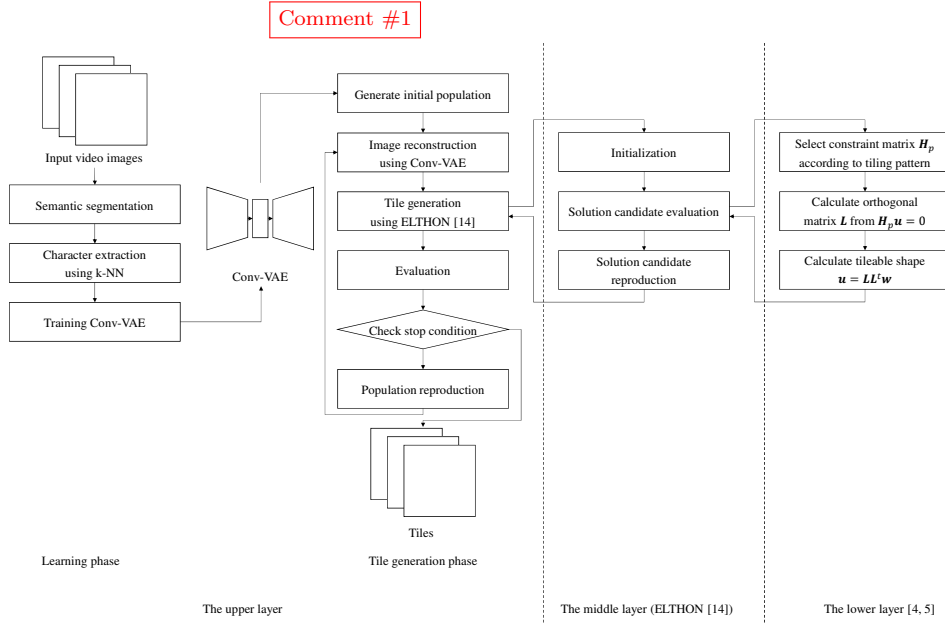 Comment #1
Input video images
Semantic segmentation
Character extraction
using k-NN
Training Conv-VAE
Conv-VAE
Generate initial population
Image reconstruction
using Conv-VAE
Tile generation
using ELTHON [14]
Evaluation
Check stop condition
Population reproduction
Tiles
Initialization
Solution candidate evaluation
Solution candidate
reproduction
Select constraint matrix H_p
according to tiling pattern
Calculate orthogonal
matrix L from H_p u = 0
Calculate tileable shape
u = LL^t w
Learning phase
Tile generation phase
The upper layer
The middle layer (ELTHON [14])
The lower layer [4, 5]